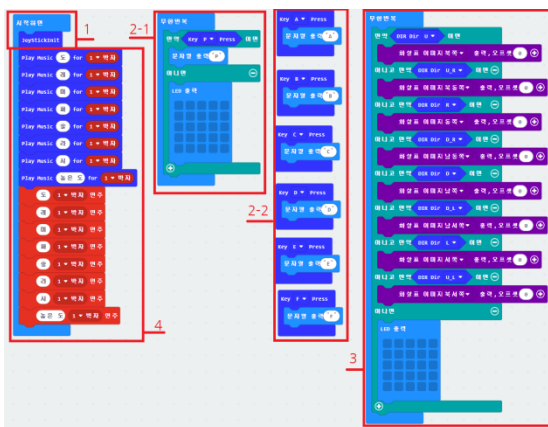 1
시작하면
JoyStickInit
Play Music 도 for 1 박자
Play Music 레 for 1 박자
Play Music 미 for 1 박자
Play Music 파 for 1 박자
Play Music 솔 for 1 박자
Play Music 라 for 1 박자
Play Music 시 for 1 박자
Play Music 높은 도 for 1 박자
도 1 박자 연주
레 1 박자 연주
미 1 박자 연주
파 1 박자 연주
솔 1 박자 연주
라 1 박자 연주
시 1 박자 연주
높은 도 1 박자 연주
4
2-1
무한반복
만약 Key P Press 이면
문자열 출력 "P"
아니면
LED 출력
2-2
Key A Press
문자열 출력 "A"
Key B Press
문자열 출력 "B"
Key C Press
문자열 출력 "C"
Key D Press
문자열 출력 "D"
Key E Press
문자열 출력 "E"
Key F Press
문자열 출력 "F"
3
무한반복
만약 DIR Dir U 이면
화살표 이미지 북쪽 출력, 오프셋 0
아니고 만약 DIR Dir U_R 이면
화살표 이미지 북동쪽 출력, 오프셋 0
아니고 만약 DIR Dir R 이면
화살표 이미지 동쪽 출력, 오프셋 0
아니고 만약 DIR Dir D_R 이면
화살표 이미지 남동쪽 출력, 오프셋 0
아니고 만약 DIR Dir D 이면
화살표 이미지 남쪽 출력, 오프셋 0
아니고 만약 DIR Dir D_L 이면
화살표 이미지 남서쪽 출력, 오프셋 0
아니고 만약 DIR Dir L 이면
화살표 이미지 서쪽 출력, 오프셋 0
아니고 만약 DIR Dir U_L 이면
화살표 이미지 북서쪽 출력, 오프셋 0
아니면
LED 출력